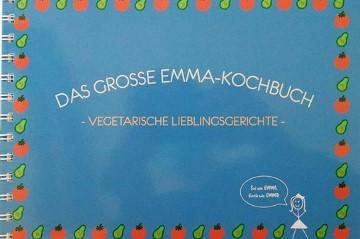 DAS GROSSE EMMA-KOCHBUCH
- VEGETARISCHE LIEBLINGSGERICHTE -